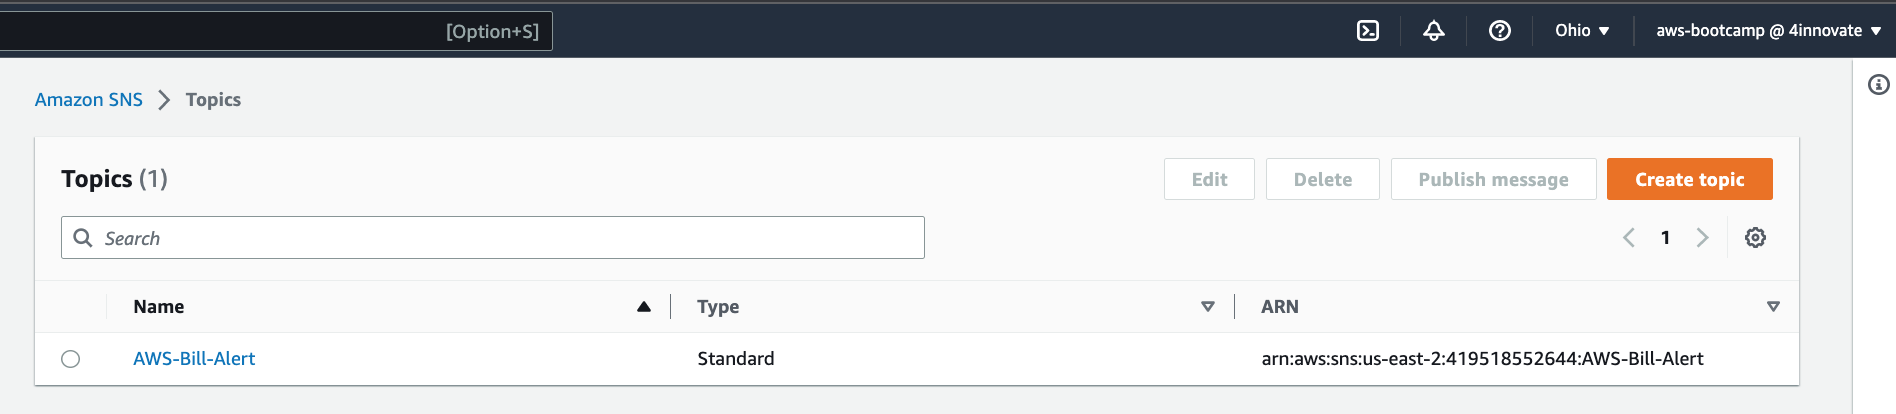 [Option+S]
Ohio
aws-bootcamp @ 4innovate
Amazon SNS
Topics
Topics (1)
Edit
Delete
Publish message
Create topic
Search
1
Name
Type
ARN
AWS-Bill-Alert
Standard
arn:aws:sns:us-east-2:419518552644:AWS-Bill-Alert